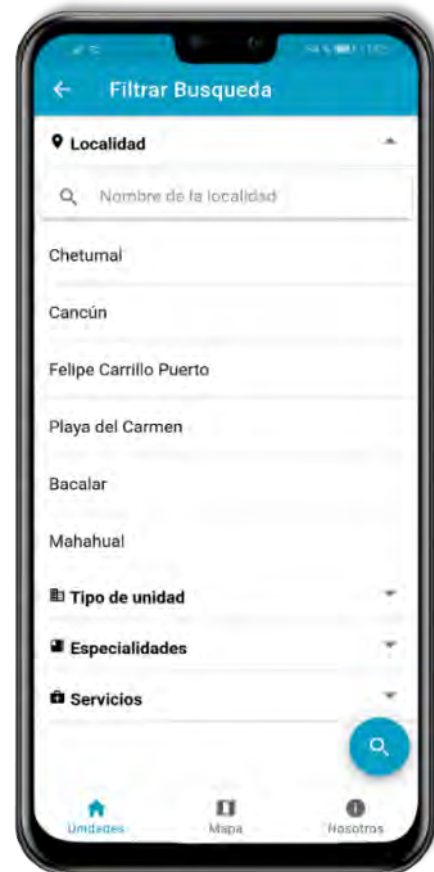 Filtrar Busqueda
Localidad
Nombre de la localidad
Chetumal
Cancún
Felipe Carrillo Puerto
Playa del Carmen
Bacalar
Mahahual
Tipo de unidad
Especialidades
Servicios
Unidades
Mapa
Nosotros